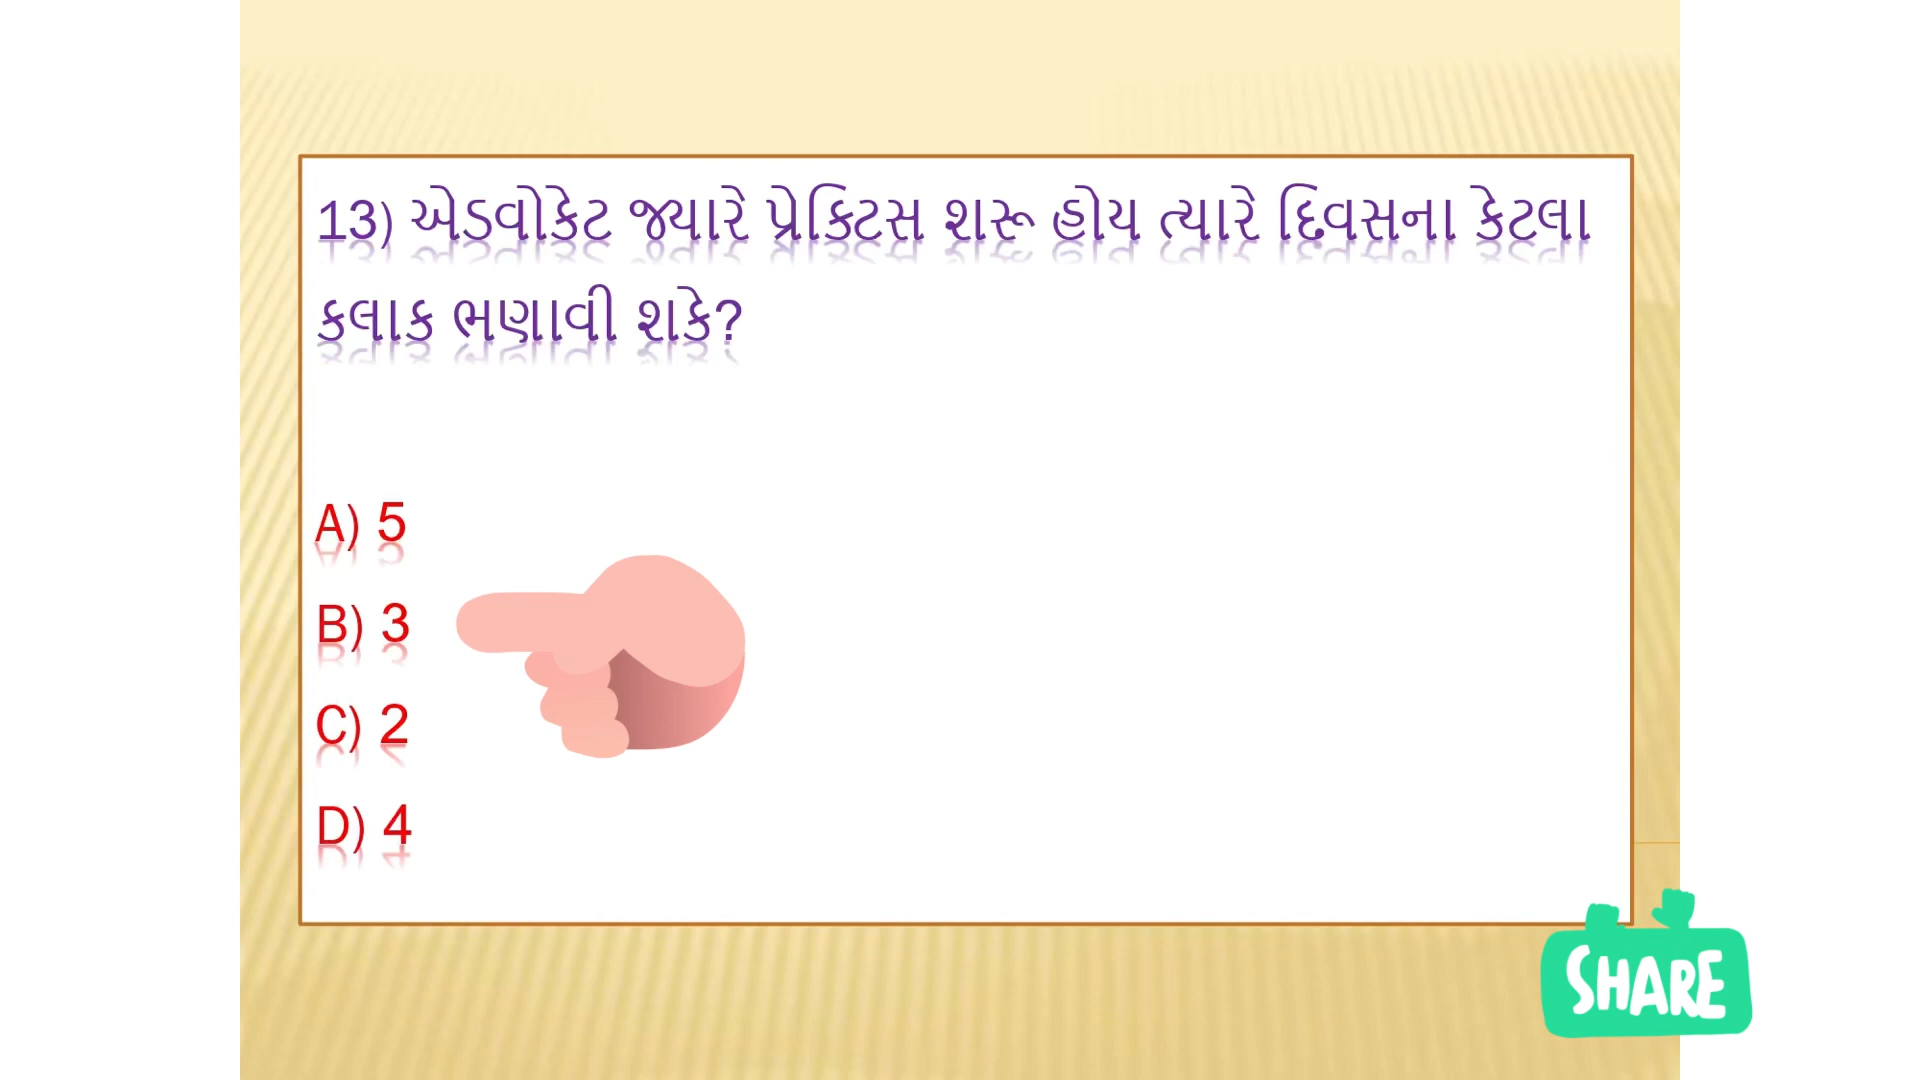 13) એડવોકેટ જ્યારે પ્રેક્ટિસ શરૂ હોય ત્યારે દિવસના કેટલા
કલાક ભણાવી શકે?
A) 5
B) 3
C) 2
D) 4
SHARE